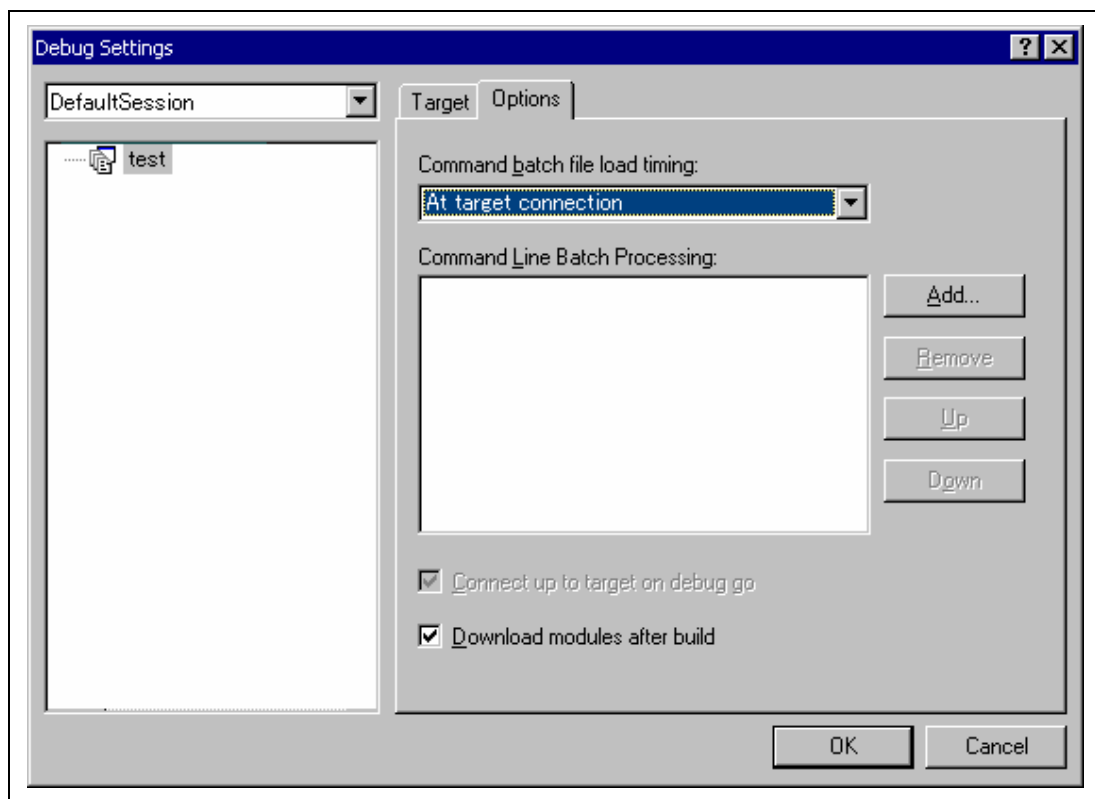 Debug Settings
DefaultSession
test
Target
Options
Command batch file load timing:
At target connection
Command Line Batch Processing:
Add...
Remove
Up
Down
Connect up to target on debug go
Download modules after build
OK
Cancel